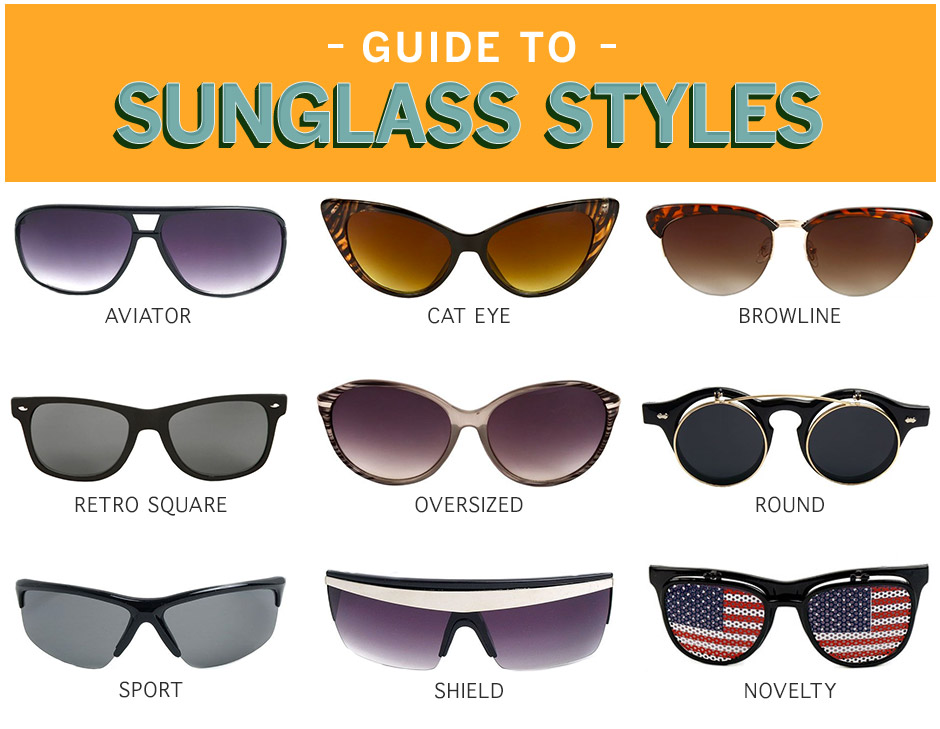 - GUIDE TO -
SUNGLASS STYLES
AVIATOR
CAT EYE
BROWLINE
RETRO SQUARE
OVERSIZED
ROUND
SPORT
SHIELD
NOVELTY